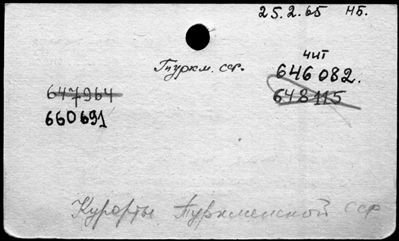 25.2.65 НБ.
чит
Туркм. сср.
646082.
647964
648115
660691
Курорты Туркменской сср